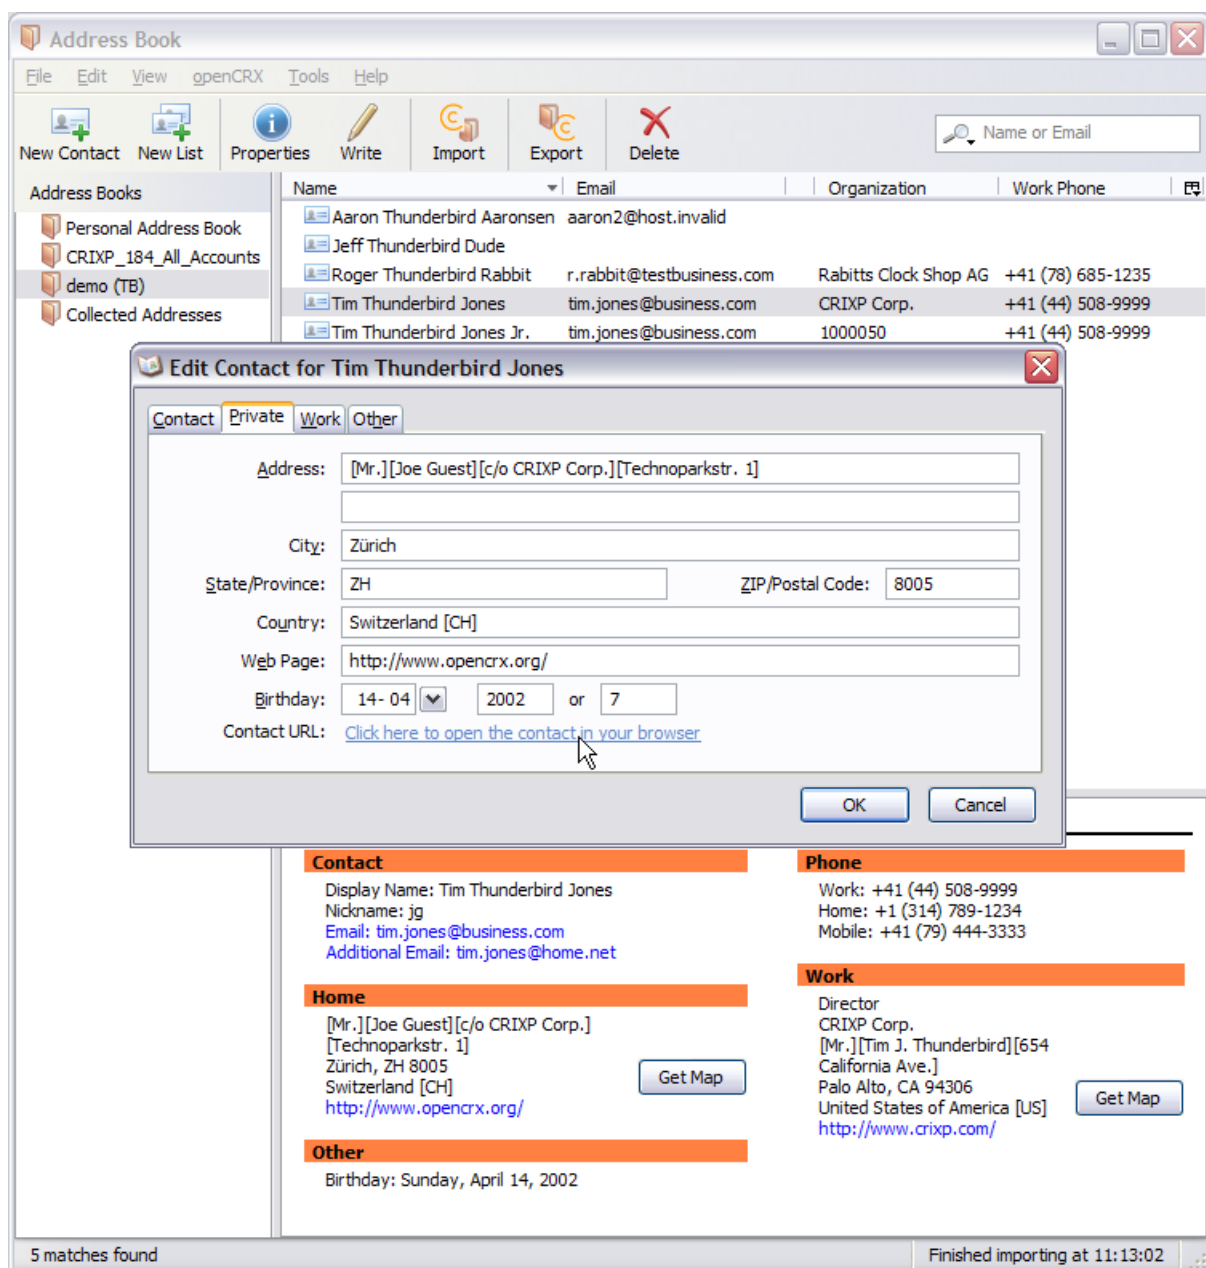 Address Book
File Edit View openCRX Tools Help
New Contact New List Properties Write Import Export Delete
Name or Email
Address Books
Personal Address Book
CRIXP_184_All_Accounts
demo (TB)
Collected Addresses
Name Email Organization Work Phone
Aaron Thunderbird Aaronsen aaron2@host.invalid
Jeff Thunderbird Dude
Roger Thunderbird Rabbit r.rabbit@testbusiness.com Rabitts Clock Shop AG +41 (78) 685-1235
Tim Thunderbird Jones tim.jones@business.com CRIXP Corp. +41 (44) 508-9999
Tim Thunderbird Jones Jr. tim.jones@business.com 1000050 +41 (44) 508-9999
Edit Contact for Tim Thunderbird Jones
Contact Private Work Other
Address: [Mr.][Joe Guest][c/o CRIXP Corp.][Technoparkstr. 1]
City: Zürich
State/Province: ZH ZIP/Postal Code: 8005
Country: Switzerland [CH]
Web Page: http://www.opencrx.org/
Birthday: 14- 04 2002 or 7
Contact URL: Click here to open the contact in your browser
OK Cancel
Contact
Display Name: Tim Thunderbird Jones
Nickname: jg
Email: tim.jones@business.com
Additional Email: tim.jones@home.net
Home
[Mr.][Joe Guest][c/o CRIXP Corp.]
[Technoparkstr. 1]
Zürich, ZH 8005
Switzerland [CH]
http://www.opencrx.org/
Get Map
Other
Birthday: Sunday, April 14, 2002
Phone
Work: +41 (44) 508-9999
Home: +1 (314) 789-1234
Mobile: +41 (79) 444-3333
Work
Director
CRIXP Corp.
[Mr.][Tim J. Thunderbird][654
California Ave.]
Palo Alto, CA 94306
United States of America [US]
http://www.crixp.com/
Get Map
5 matches found
Finished importing at 11:13:02